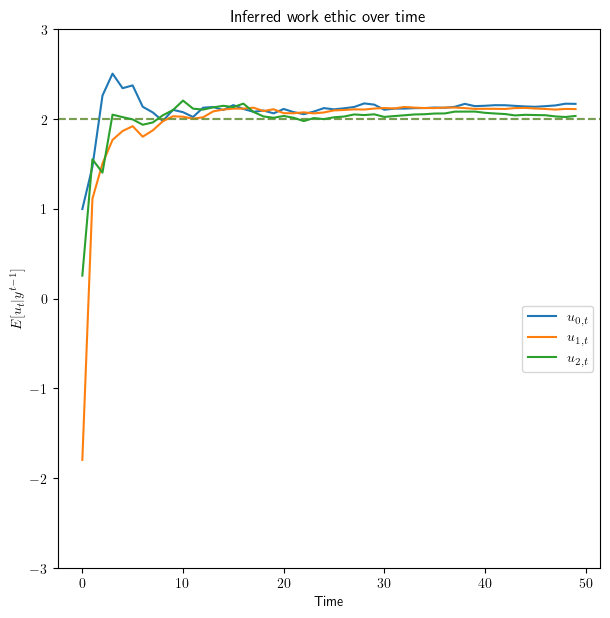 Inferred work ethic over time
E[u_t|y^{t−1}]
3
2
1
0
−1
−2
−3
u_{0,t}
u_{1,t}
u_{2,t}
0 10 20 30 40 50
Time